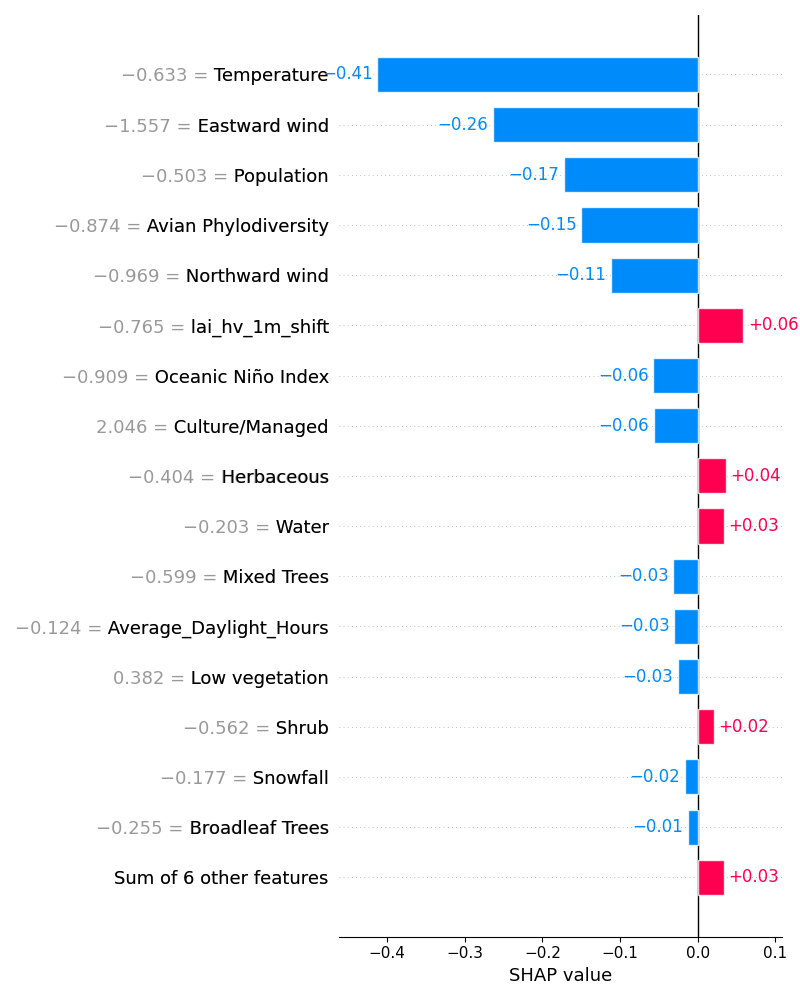 −0.633 = Temperature −0.41
−1.557 = Eastward wind −0.26
−0.503 = Population −0.17
−0.874 = Avian Phylodiversity −0.15
−0.969 = Northward wind −0.11
−0.765 = lai_hv_1m_shift +0.06
−0.909 = Oceanic Niño Index −0.06
2.046 = Culture/Managed −0.06
−0.404 = Herbaceous +0.04
−0.203 = Water +0.03
−0.599 = Mixed Trees −0.03
−0.124 = Average_Daylight_Hours −0.03
0.382 = Low vegetation −0.03
−0.562 = Shrub +0.02
−0.177 = Snowfall −0.02
−0.255 = Broadleaf Trees −0.01
Sum of 6 other features +0.03
−0.4 −0.3 −0.2 −0.1 0.0 0.1
SHAP value